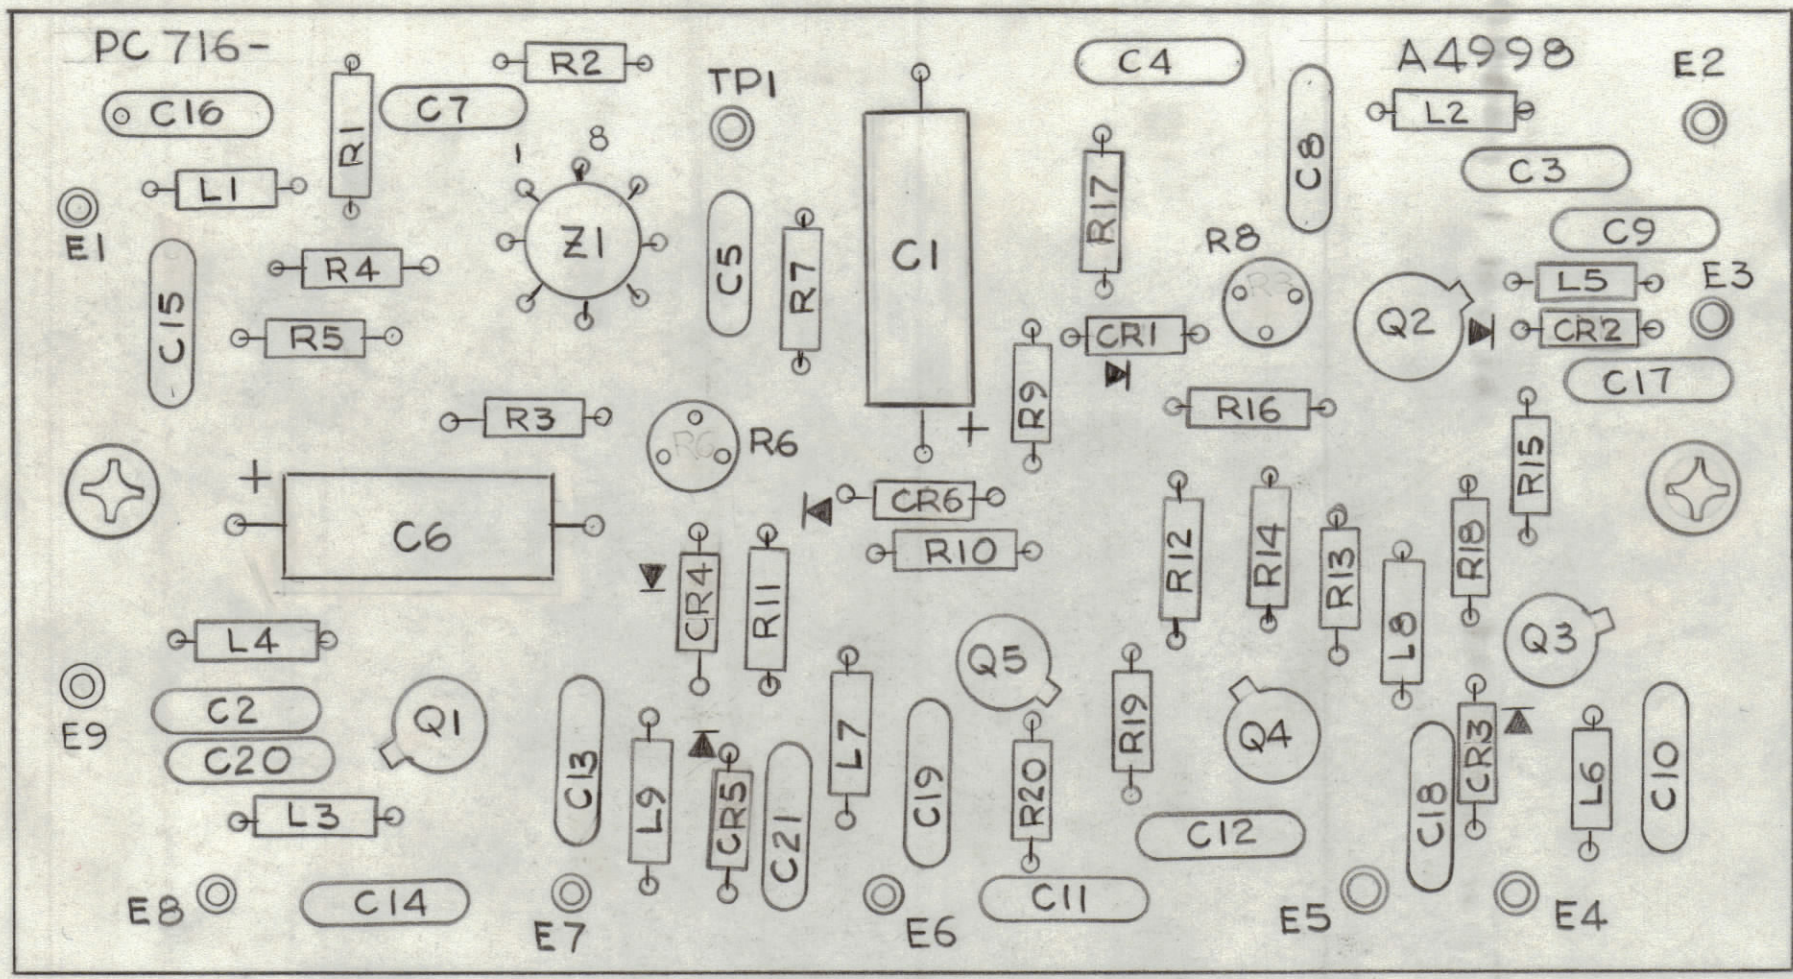 PC 716-
A4998
R2
C4
E2
TP1
C16
R1
C7
L2
8
1
C8
C3
L1
R17
C9
E1
Z1
C5
R7
C1
R8
R3
R4
L5
E3
C15
R5
CR1
Q2
CR2
C17
R9
R16
R3
R6
R6
+
R15
+
CR6
C6
R10
R12
R14
R13
R18
CR4
R11
L8
L4
Q5
Q3
E9
C2
Q1
R19
Q4
C20
C13
L9
CR5
L7
C19
R20
CR3
L6
C10
L3
C21
C12
C18
E8
C14
E7
E6
C11
E5
E4